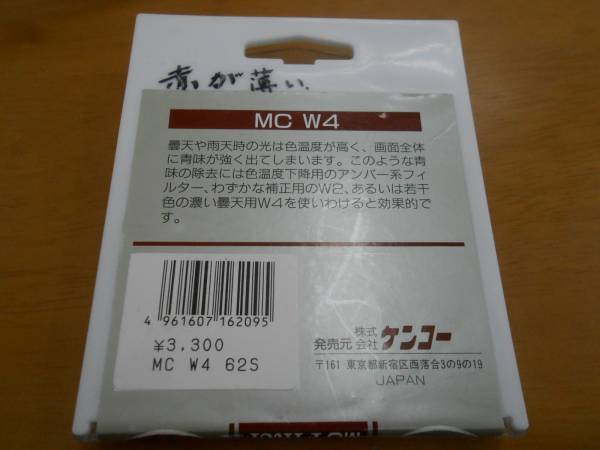 赤が薄い
MC W4
曇天や雨天時の光は色温度が高く、画面全体
に青味が強く出てしまいます。このような青
味の除去には色温度下降用のアンバー系フィ
ルター、わずかな補正用のW2、あるいは若干
色の濃い曇天用W4を使いわけると効果的で
す。
4 961607 162095
¥3,300
MC W4 62S
発売元 株式会社 ケンコー
〒161 東京都新宿区西落合3の9の19
JAPAN